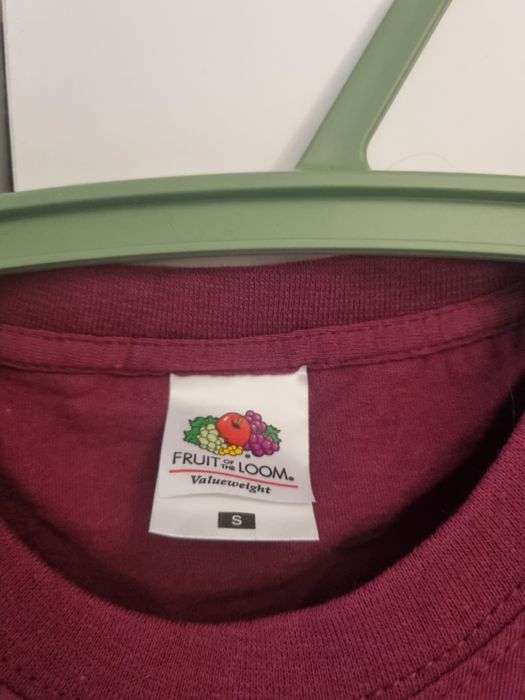 FRUIT OF THE LOOM®
Valueweight
S